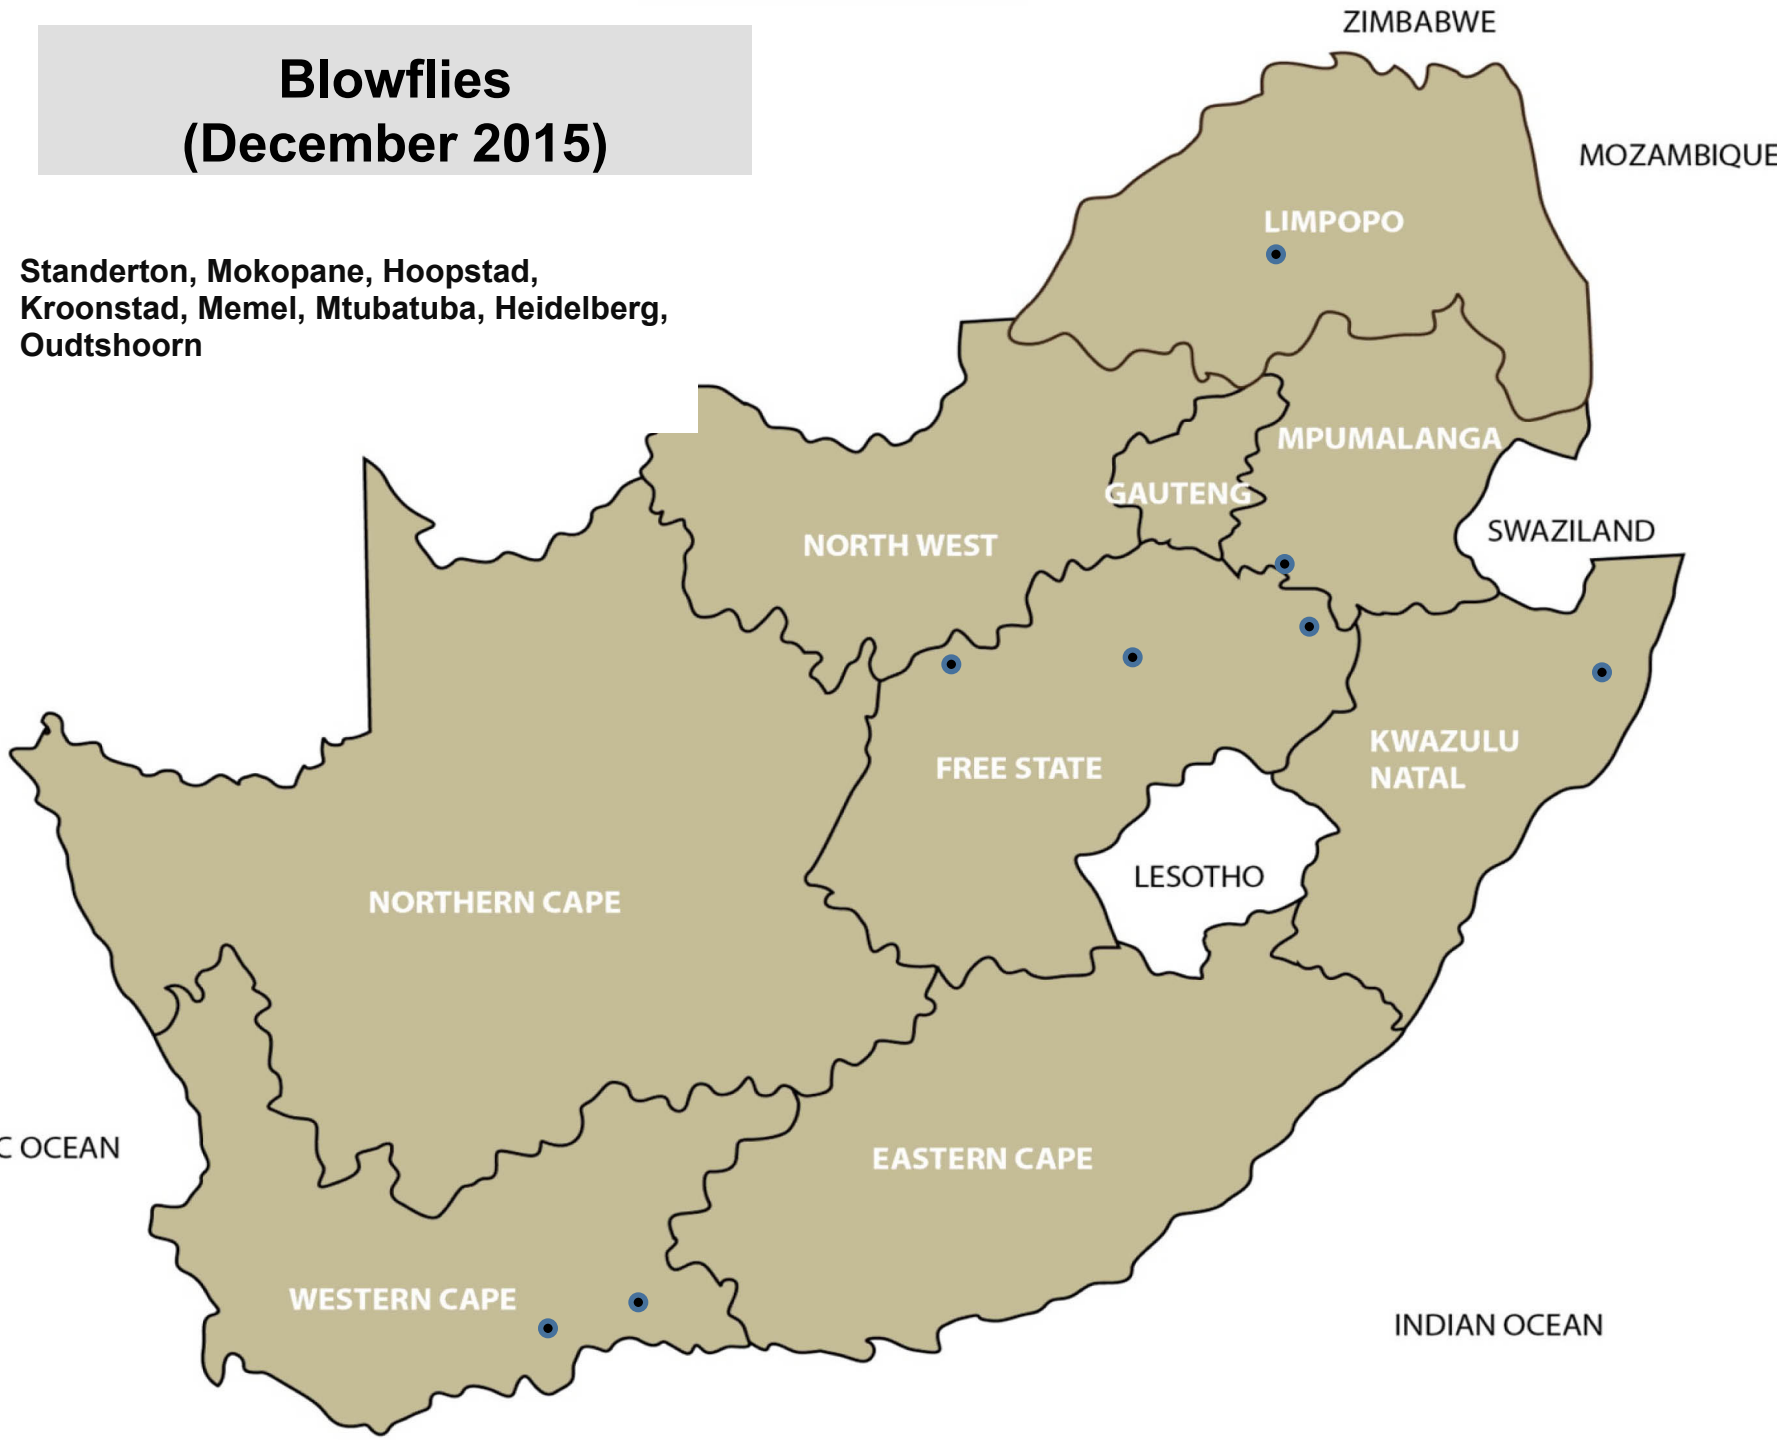 Blowflies
(December 2015)
Standerton, Mokopane, Hoopstad,
Kroonstad, Memel, Mtubatuba, Heidelberg,
Oudtshoorn
ZIMBABWE
MOZAMBIQUE
LIMPOPO
MPUMALANGA
GAUTENG
SWAZILAND
NORTH WEST
KWAZULU
NATAL
FREE STATE
LESOTHO
NORTHERN CAPE
C OCEAN
EASTERN CAPE
WESTERN CAPE
INDIAN OCEAN